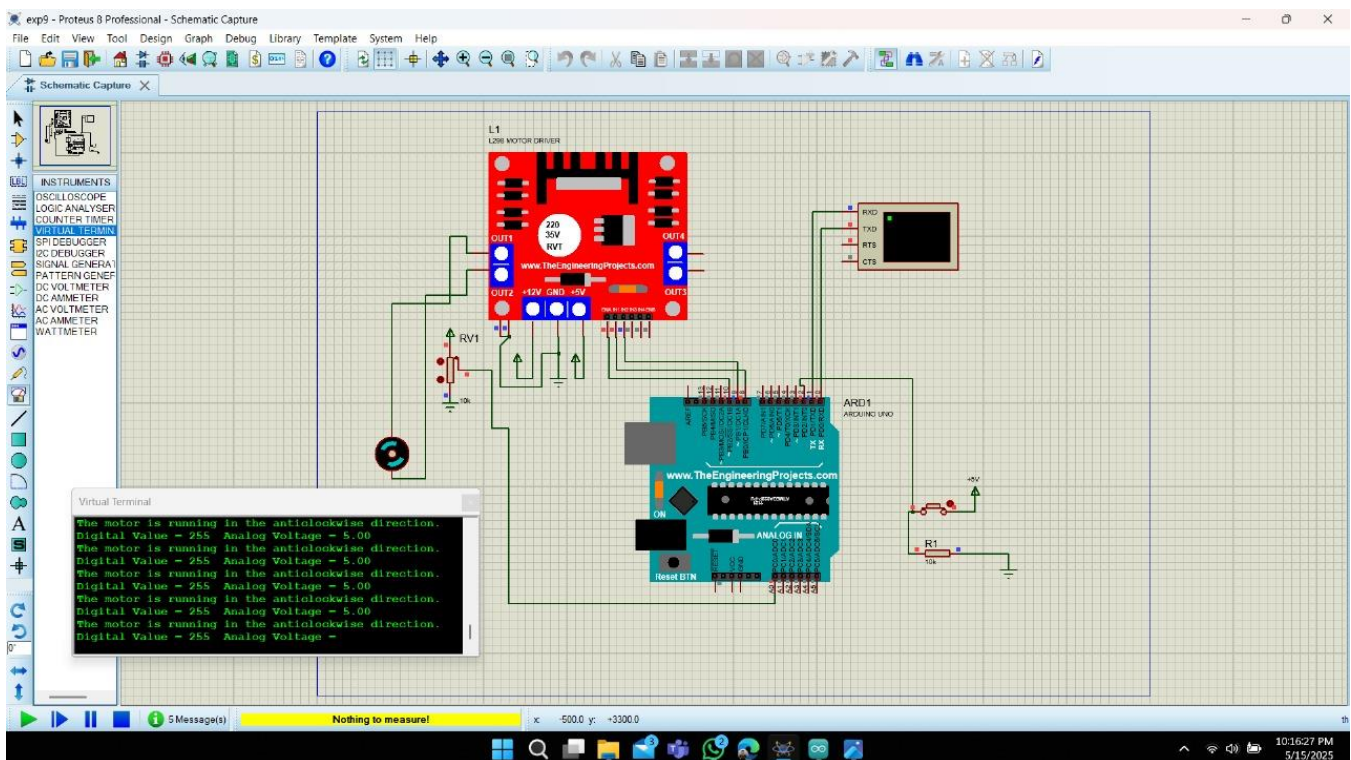 exp9 - Proteus 8 Professional - Schematic Capture
File Edit View Tool Design Graph Debug Library Template System Help
Schematic Capture
INSTRUMENTS
OSCILLOSCOPE
LOGIC ANALYSER
COUNTER TIMER
VIRTUAL TERMIN
SPI DEBUGGER
I2C DEBUGGER
SIGNAL GENERAT
PATTERN GENEF
DC VOLTMETER
DC AMMETER
AC VOLTMETER
AC AMMETER
WATTMETER
L1
L298 MOTOR DRIVER
220
35V
RVT
OUT1
OUT4
www.TheEngineeringProjects.com
OUT2 +12V GND +5V
OUT3
RXD
TXD
RTS
CTS
RV1
10k
ARD1
ARDUINO UNO
AREF
TX
RX
www.TheEngineeringProjects.com
ON
ANALOG IN
Reset BTN
RESET
VCC
GND
+5V
R1
10k
Virtual Terminal
The motor is running in the anticlockwise direction.
Digital Value = 255 Analog Voltage = 5.00
The motor is running in the anticlockwise direction.
Digital Value = 255 Analog Voltage = 5.00
The motor is running in the anticlockwise direction.
Digital Value = 255 Analog Voltage = 5.00
The motor is running in the anticlockwise direction.
Digital Value = 255 Analog Voltage = 5.00
The motor is running in the anticlockwise direction.
Digital Value = 255 Analog Voltage =
5 Message(s)
Nothing to measure!
x: -500.0 y: +3300.0
th
10:16:27 PM
5/15/2025